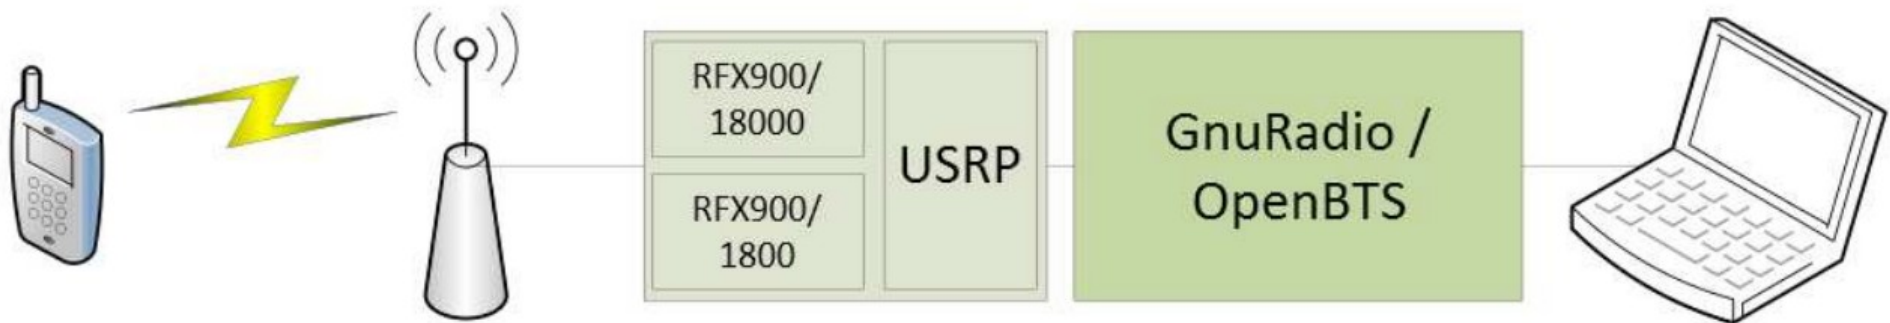 RFX900/
18000
RFX900/
1800
USRP
GnuRadio /
OpenBTS